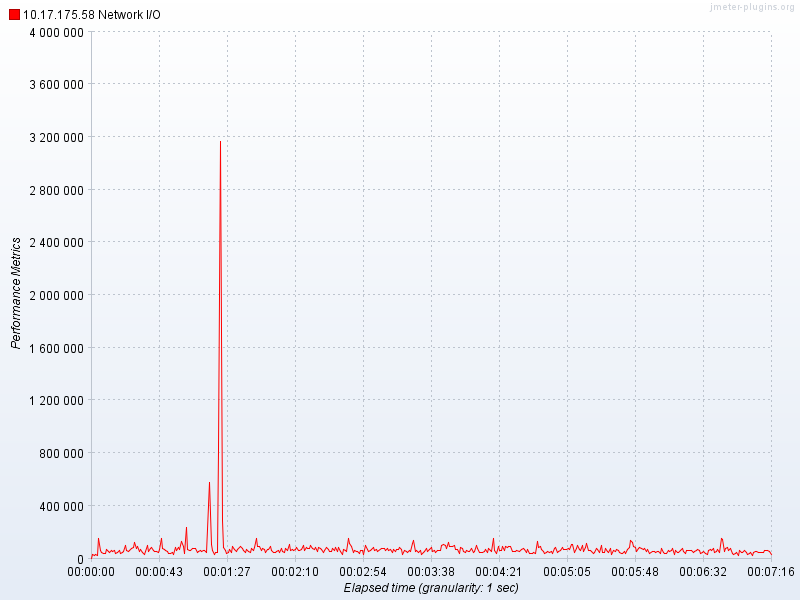 jmeter-plugins.org
10.17.175.58 Network I/O
4 000 000
3 600 000
3 200 000
2 800 000
2 400 000
2 000 000
1 600 000
1 200 000
800 000
400 000
0
Performance Metrics
00:00:00 00:00:43 00:01:27 00:02:10 00:02:54 00:03:38 00:04:21 00:05:05 00:05:48 00:06:32 00:07:16
Elapsed time (granularity: 1 sec)